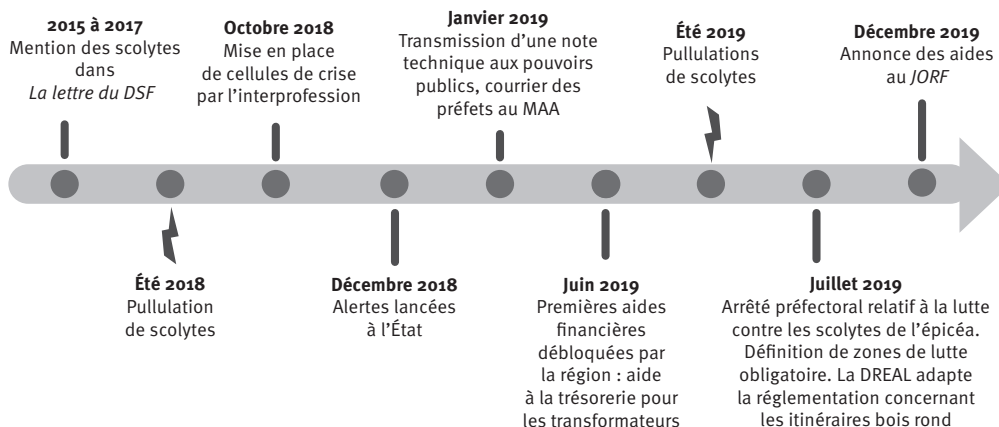 2015 à 2017
Mention des scolytes
dans
La lettre du DSF
Été 2018
Pullulation
de scolytes
Octobre 2018
Mise en place
de cellules de crise
par l’interprofession
Décembre 2018
Alertes lancées
à l’État
Janvier 2019
Transmission d’une note
technique aux pouvoirs
publics, courrier des
préfets au MAA
Juin 2019
Premières aides
financières
débloquées par
la région : aide
à la trésorerie pour
les transformateurs
Été 2019
Pullulations
de scolytes
Juillet 2019
Arrêté préfectoral relatif à la lutte
contre les scolytes de l’épicéa.
Définition de zones de lutte
obligatoire. La DREAL adapte
la réglementation concernant
les itinéraires bois rond
Décembre 2019
Annonce des aides
au JORF